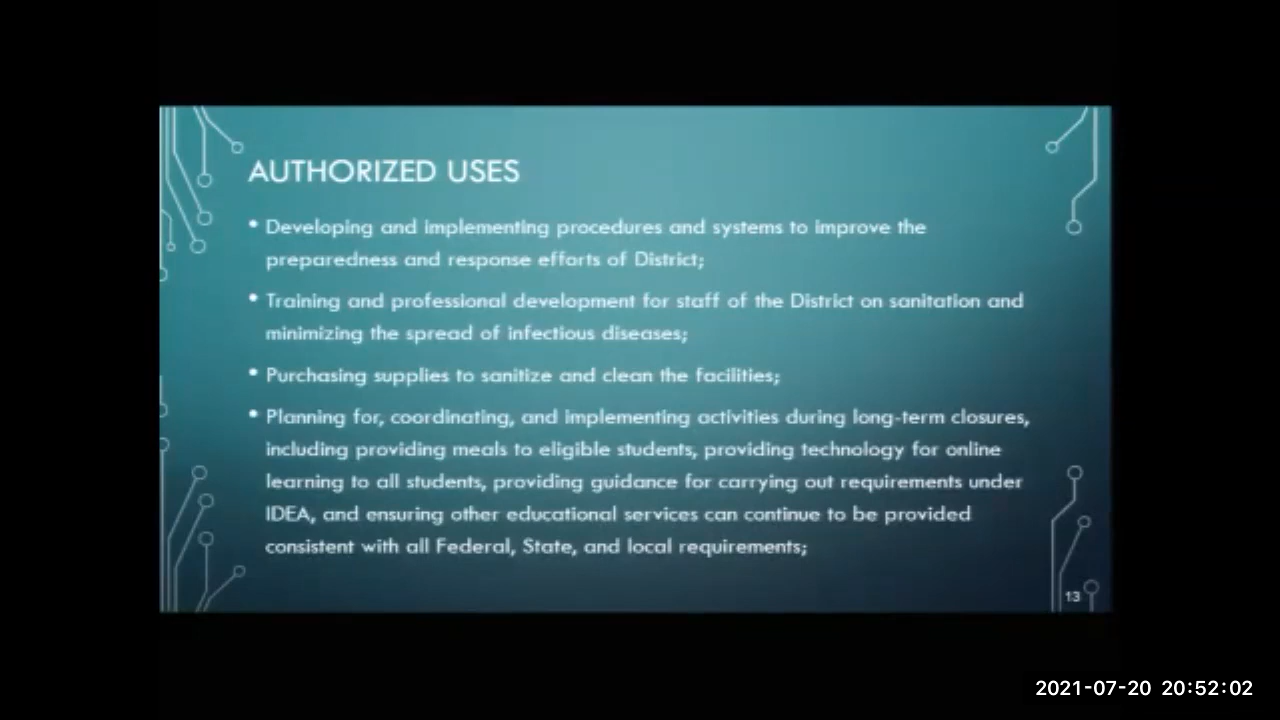 AUTHORIZED USES
• Developing and implementing procedures and systems to improve the
preparedness and response efforts of District;
• Training and professional development for staff of the District on sanitation and
minimizing the spread of infectious diseases;
• Purchasing supplies to sanitize and clean the facilities;
• Planning for, coordinating, and implementing activities during long-term closures,
including providing meals to eligible students, providing technology for online
learning to all students, providing guidance for carrying out requirements under
IDEA, and ensuring other educational services can continue to be provided
consistent with all Federal, State, and local requirements;
13
2021-07-20 20:52:02